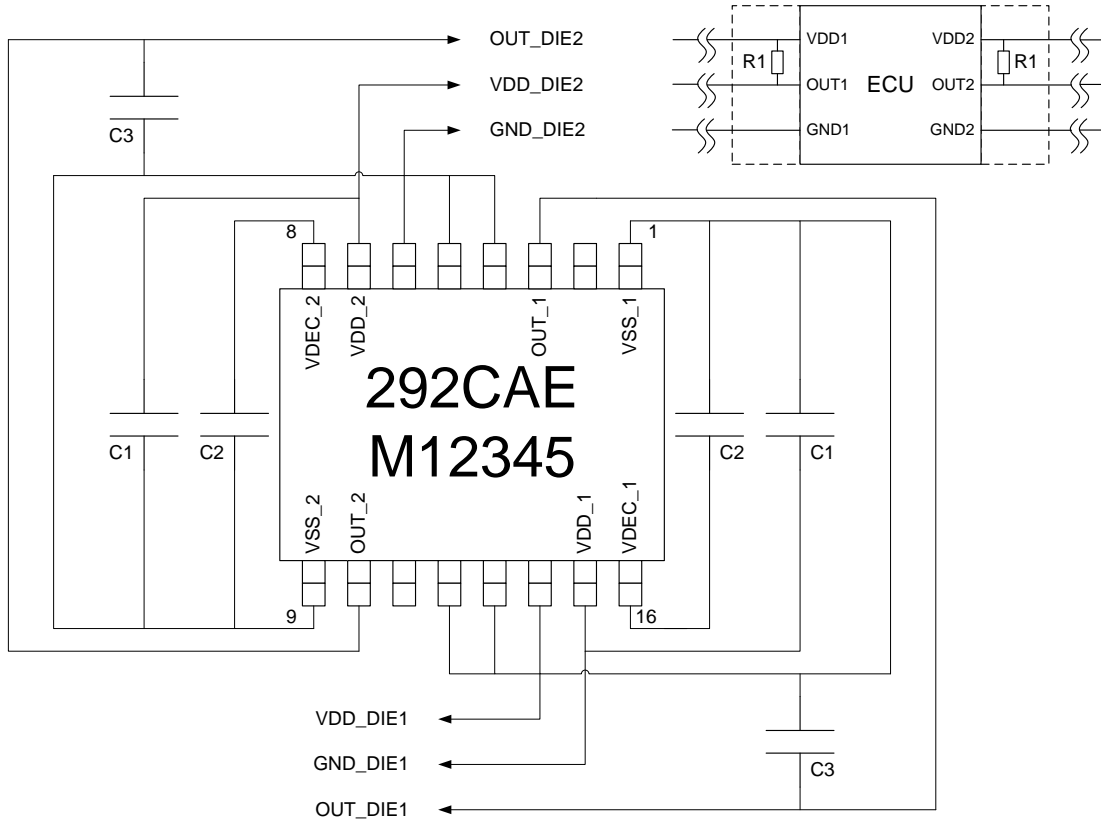 OUT_DIE2
VDD_DIE2
GND_DIE2
C3
VDD1
VDD2
R1
R1
OUT1
ECU
OUT2
GND1
GND2
8
1
VDEC_2
VDD_2
OUT_1
VSS_1
292CAE
M12345
C1
C2
C2
C1
VSS_2
OUT_2
VDD_1
VDEC_1
9
16
VDD_DIE1
GND_DIE1
OUT_DIE1
C3